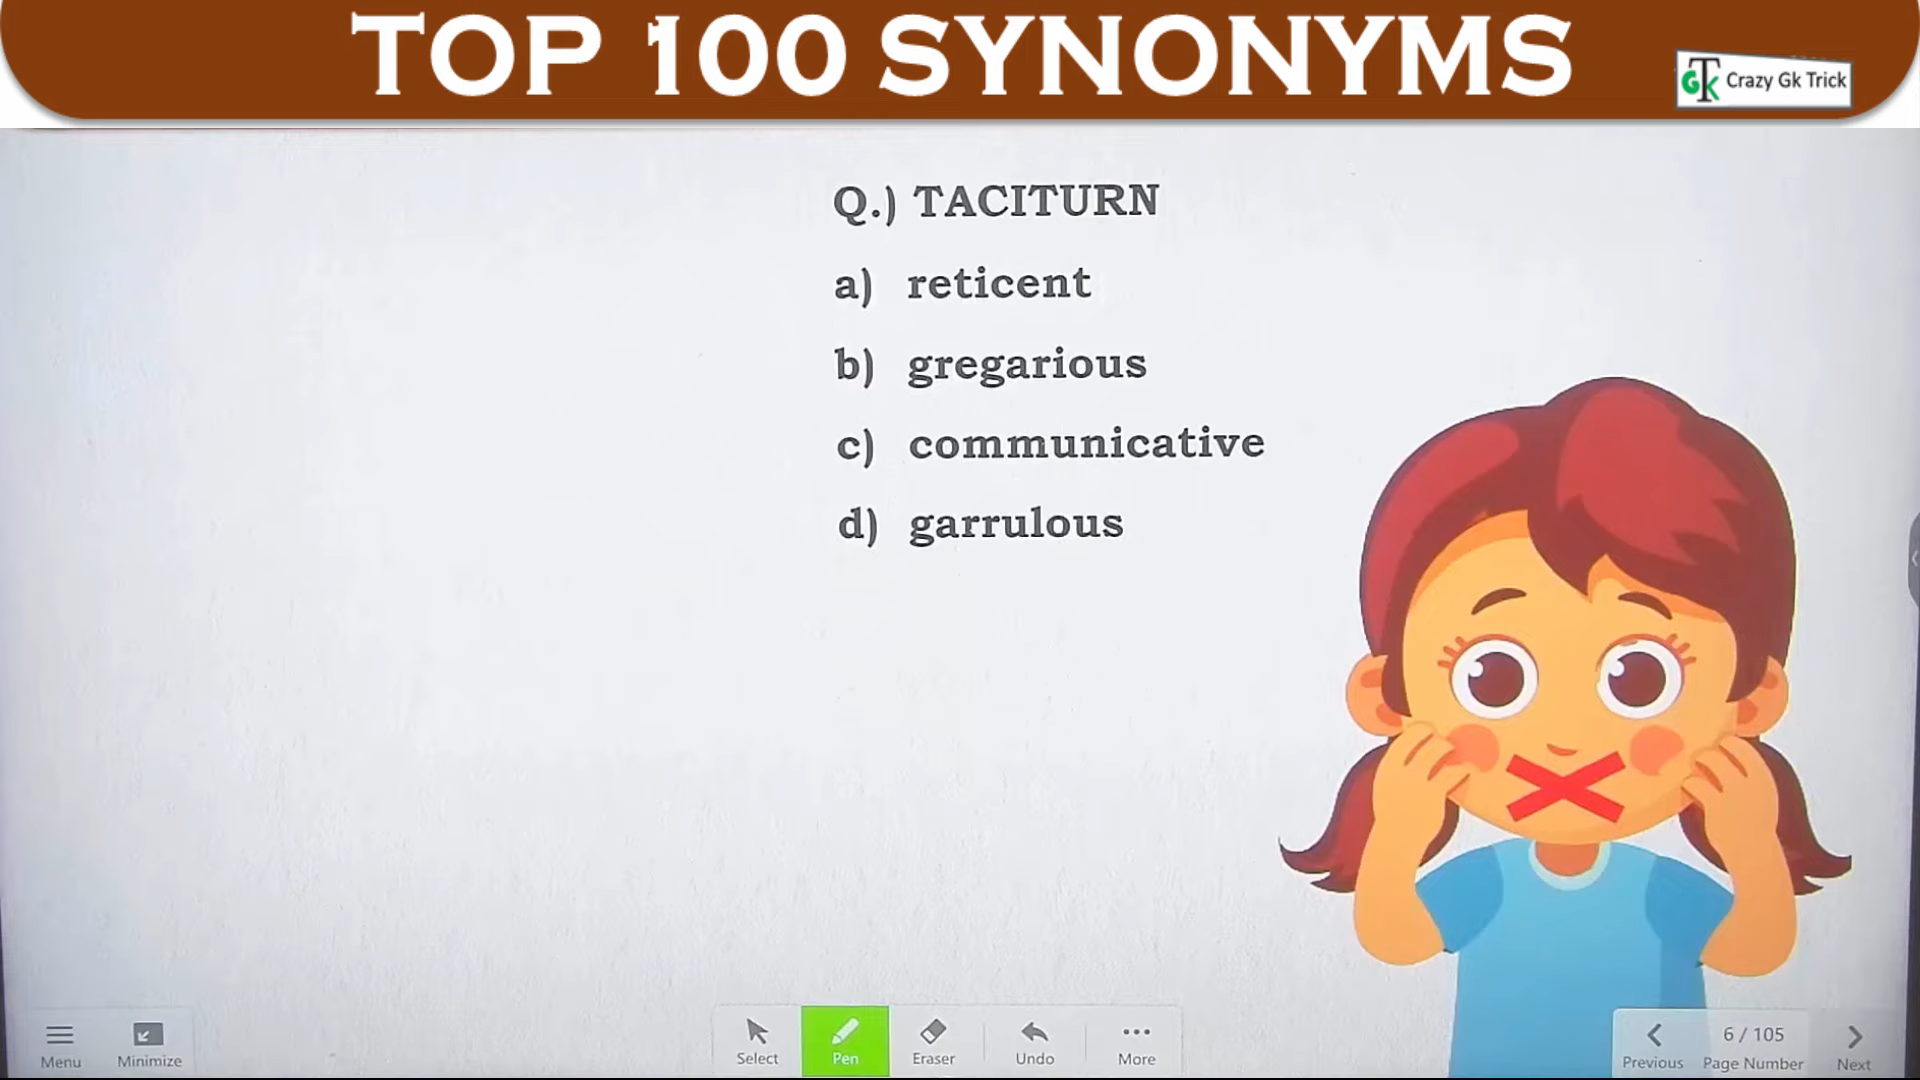 TOP 100 SYNONYMS
GTK Crazy Gk Trick
Q.) TACITURN
a) reticent
b) gregarious
c) communicative
d) garrulous
Menu
Minimize
Select
Pen
Eraser
Undo
More
6 / 105
Previous
Page Number
Next